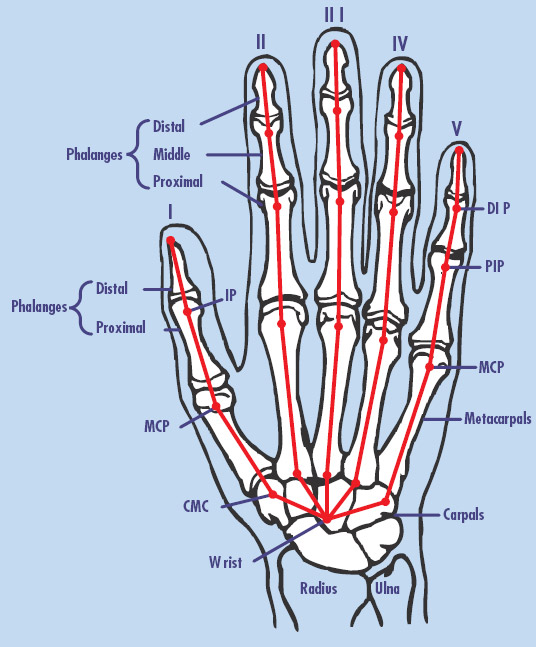 III
II
IV
V
Distal
Phalanges
Middle
Proximal
I
DIP
PIP
Distal
IP
Phalanges
Proximal
MCP
Metacarpals
MCP
CMC
Carpals
Wrist
Radius
Ulna